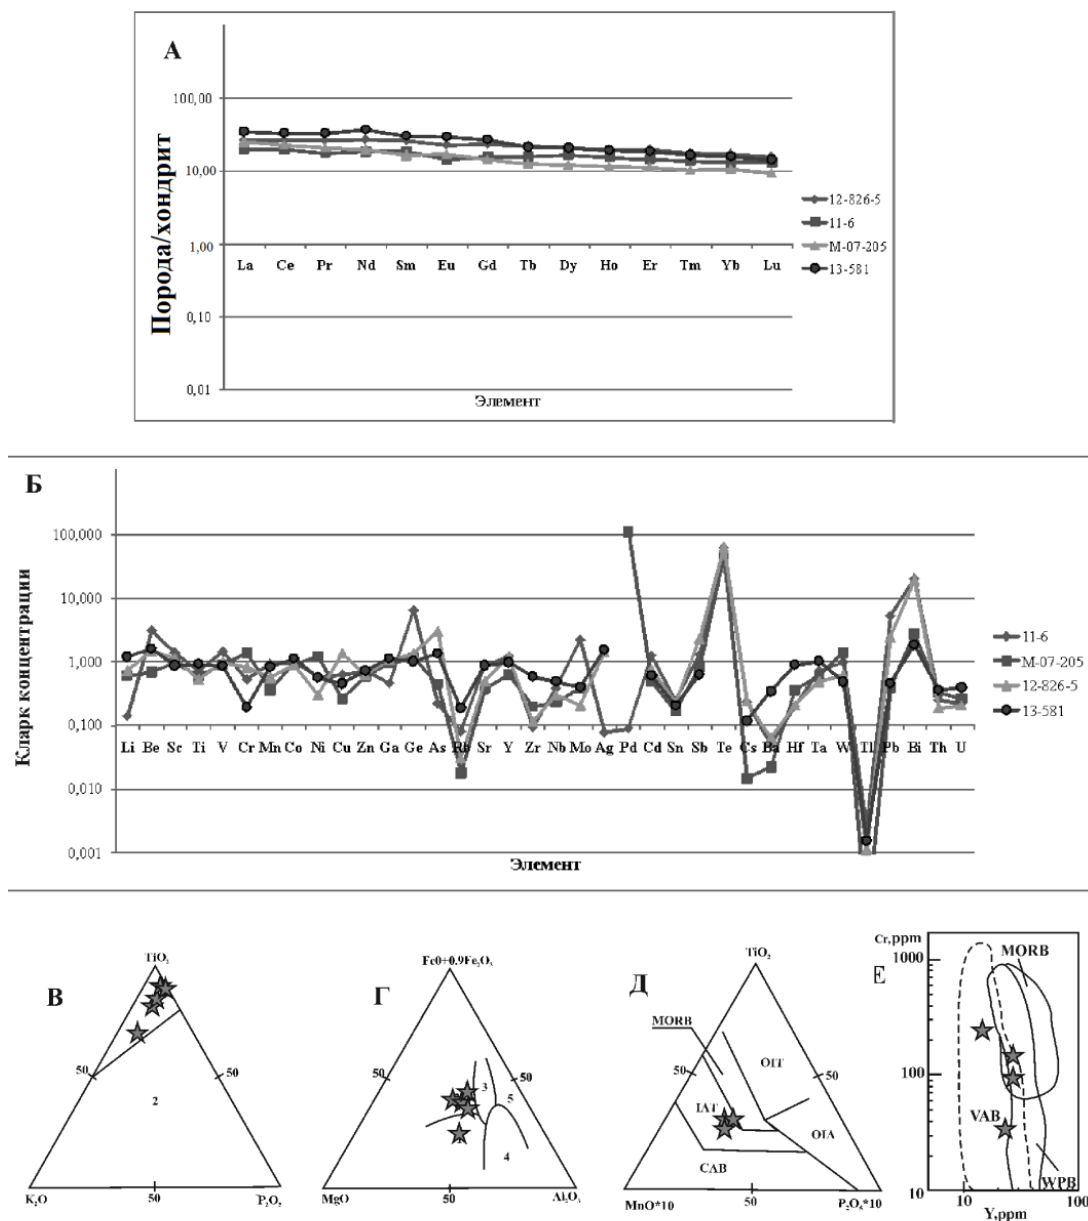 А
Порода/хондрит
100,00
10,00
1,00
0,10
0,01
La Ce Pr Nd Sm Eu Gd Tb Dy Ho Er Tm Yb Lu
Элемент
12-826-5
11-6
М-07-205
13-581
Б
Кларк концентрации
100,000
10,000
1,000
0,100
0,010
0,001
Li Be Sc Ti V Cr Mn Co Ni Cu Zn Ga Ge As Rb Sr Y Zr Nb Mo Ag Pd Cd Sn Sb Te Cs Ba Hf Ta W Tl Pb Bi Th U
Элемент
11-6
М-07-205
12-826-5
13-581
В
TiO₂
50
50
2
K₂O
50
P₂O₅
Г
FeO+0.9Fe₂O₃
50
3
5
4
MgO
50
Al₂O₃
Д
TiO₂
MORB
50
50
OIT
IAT
OIA
CAB
MnO*10
50
P₂O₅*10
Е
Cr,ppm
1000
100
10
MORB
VAB
WPB
10
100
Y,ppm